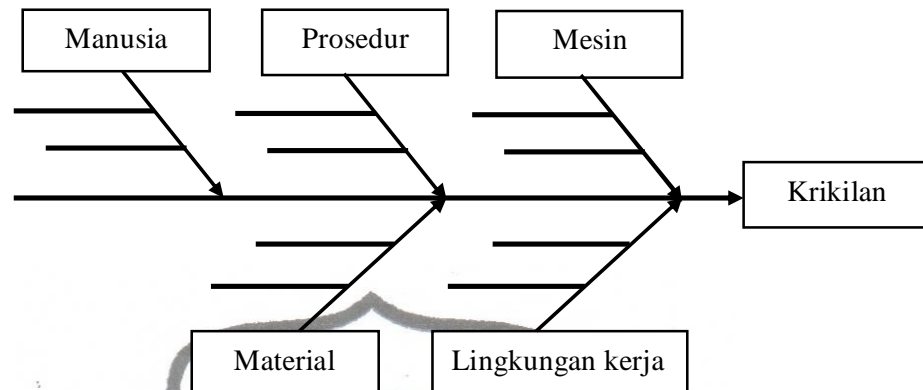 Manusia
Prosedur
Mesin
Krikilan
Material
Lingkungan kerja